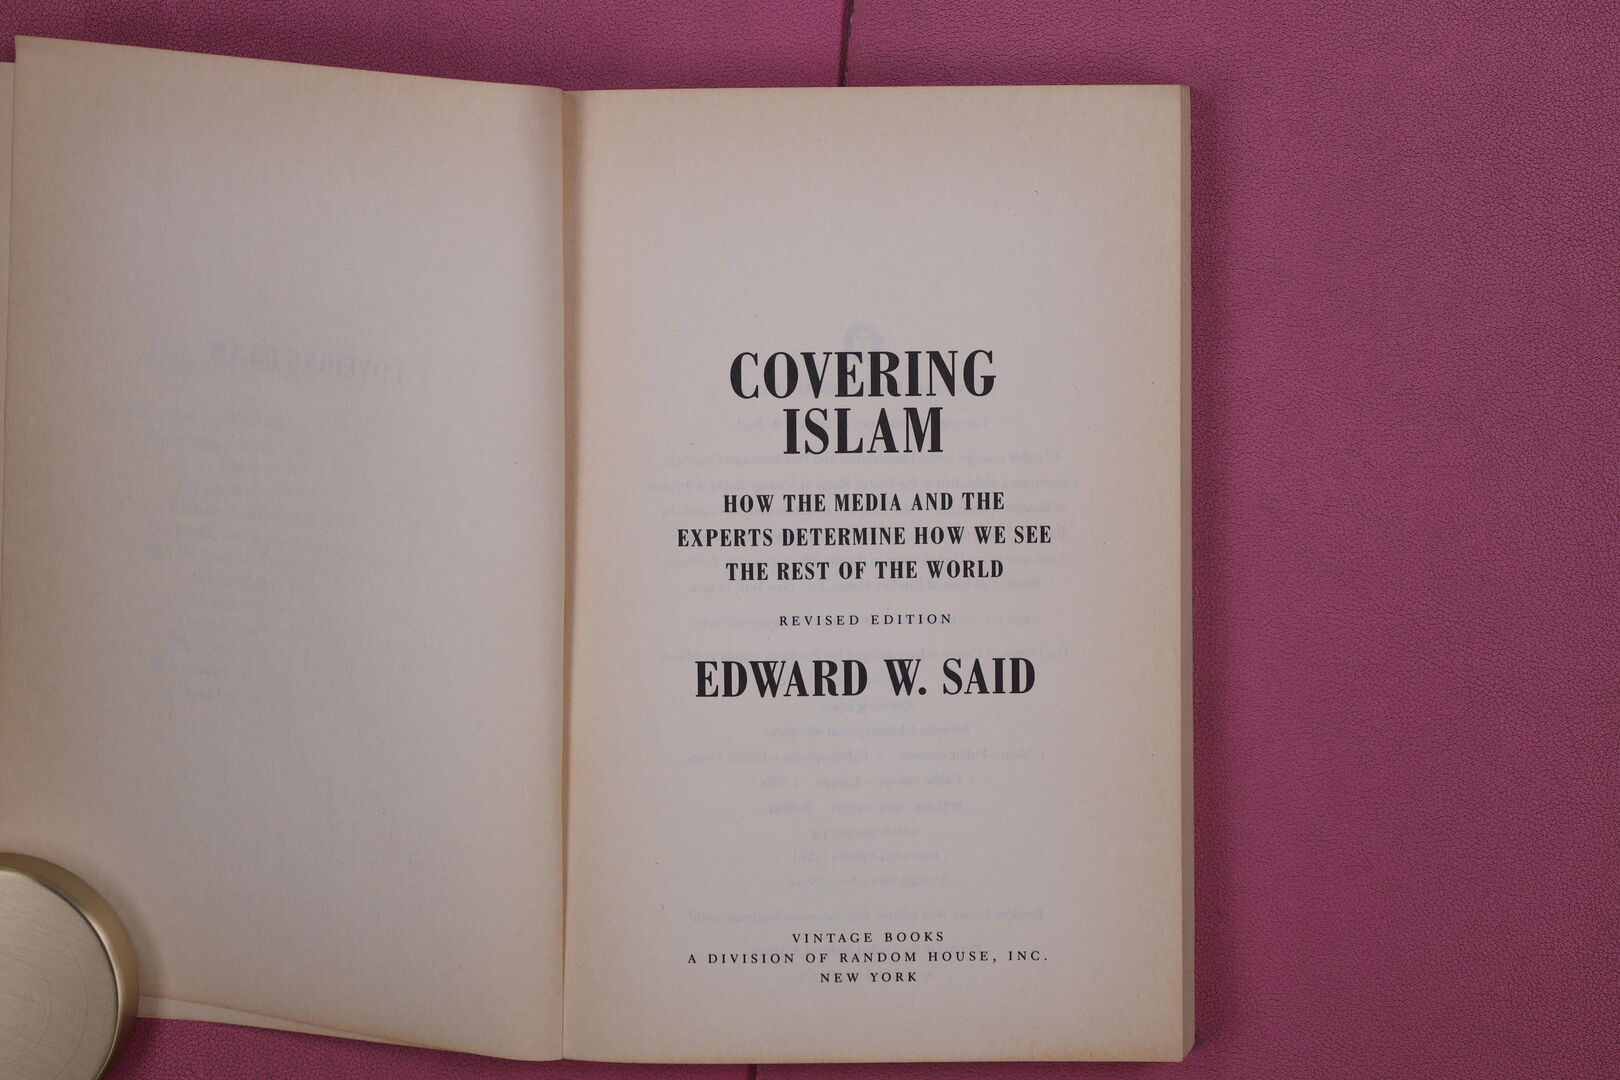 COVERING
ISLAM
HOW THE MEDIA AND THE
EXPERTS DETERMINE HOW WE SEE
THE REST OF THE WORLD
REVISED EDITION
EDWARD W. SAID
VINTAGE BOOKS
A DIVISION OF RANDOM HOUSE, INC.
NEW YORK